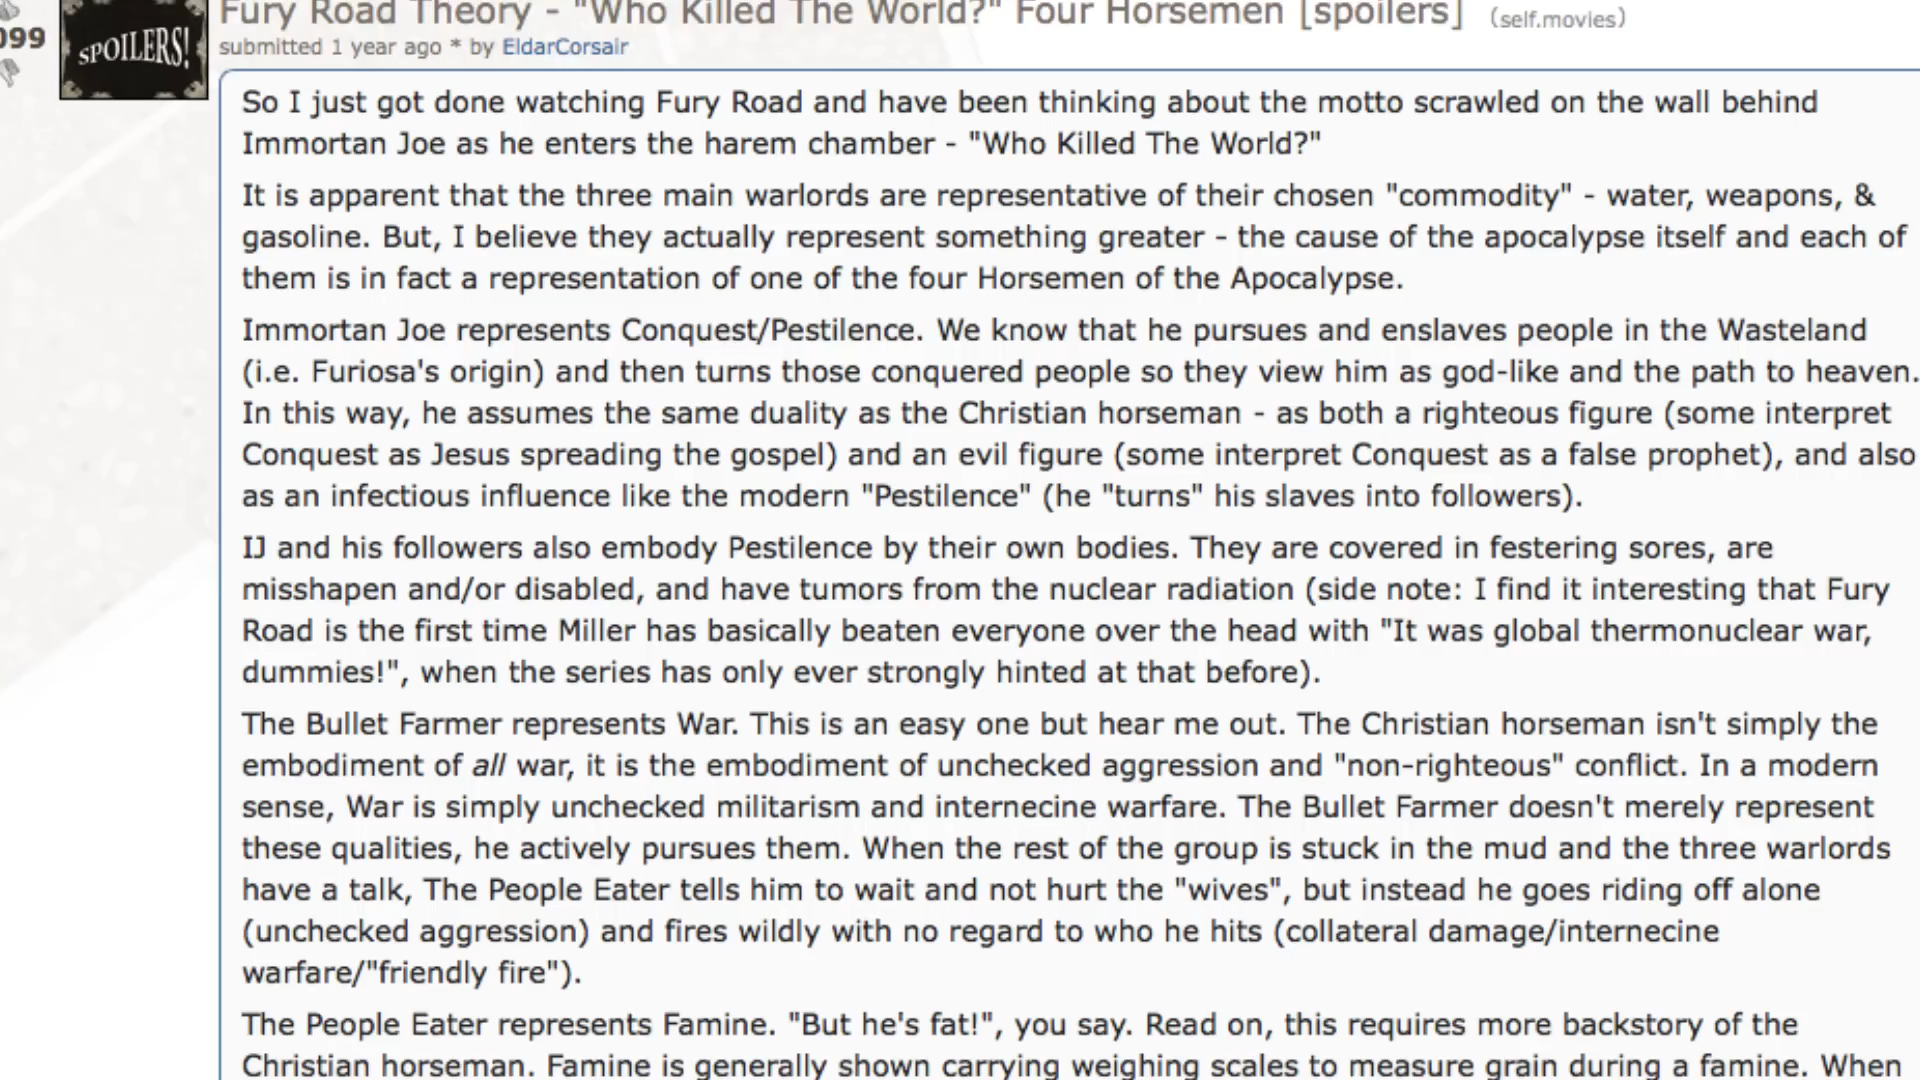 Fury Road Theory - "Who Killed The World?" Four Horsemen [spoilers] (self.movies)
099
SPOILERS!
submitted 1 year ago * by EldarCorsair
So I just got done watching Fury Road and have been thinking about the motto scrawled on the wall behind
Immortan Joe as he enters the harem chamber - "Who Killed The World?"
It is apparent that the three main warlords are representative of their chosen "commodity" - water, weapons, &
gasoline. But, I believe they actually represent something greater - the cause of the apocalypse itself and each of
them is in fact a representation of one of the four Horsemen of the Apocalypse.
Immortan Joe represents Conquest/Pestilence. We know that he pursues and enslaves people in the Wasteland
(i.e. Furiosa's origin) and then turns those conquered people so they view him as god-like and the path to heaven.
In this way, he assumes the same duality as the Christian horseman - as both a righteous figure (some interpret
Conquest as Jesus spreading the gospel) and an evil figure (some interpret Conquest as a false prophet), and also
as an infectious influence like the modern "Pestilence" (he "turns" his slaves into followers).
IJ and his followers also embody Pestilence by their own bodies. They are covered in festering sores, are
misshapen and/or disabled, and have tumors from the nuclear radiation (side note: I find it interesting that Fury
Road is the first time Miller has basically beaten everyone over the head with "It was global thermonuclear war,
dummies!", when the series has only ever strongly hinted at that before).
The Bullet Farmer represents War. This is an easy one but hear me out. The Christian horseman isn't simply the
embodiment of all war, it is the embodiment of unchecked aggression and "non-righteous" conflict. In a modern
sense, War is simply unchecked militarism and internecine warfare. The Bullet Farmer doesn't merely represent
these qualities, he actively pursues them. When the rest of the group is stuck in the mud and the three warlords
have a talk, The People Eater tells him to wait and not hurt the "wives", but instead he goes riding off alone
(unchecked aggression) and fires wildly with no regard to who he hits (collateral damage/internecine
warfare/"friendly fire").
The People Eater represents Famine. "But he's fat!", you say. Read on, this requires more backstory of the
Christian horseman. Famine is generally shown carrying weighing scales to measure grain during a famine. When